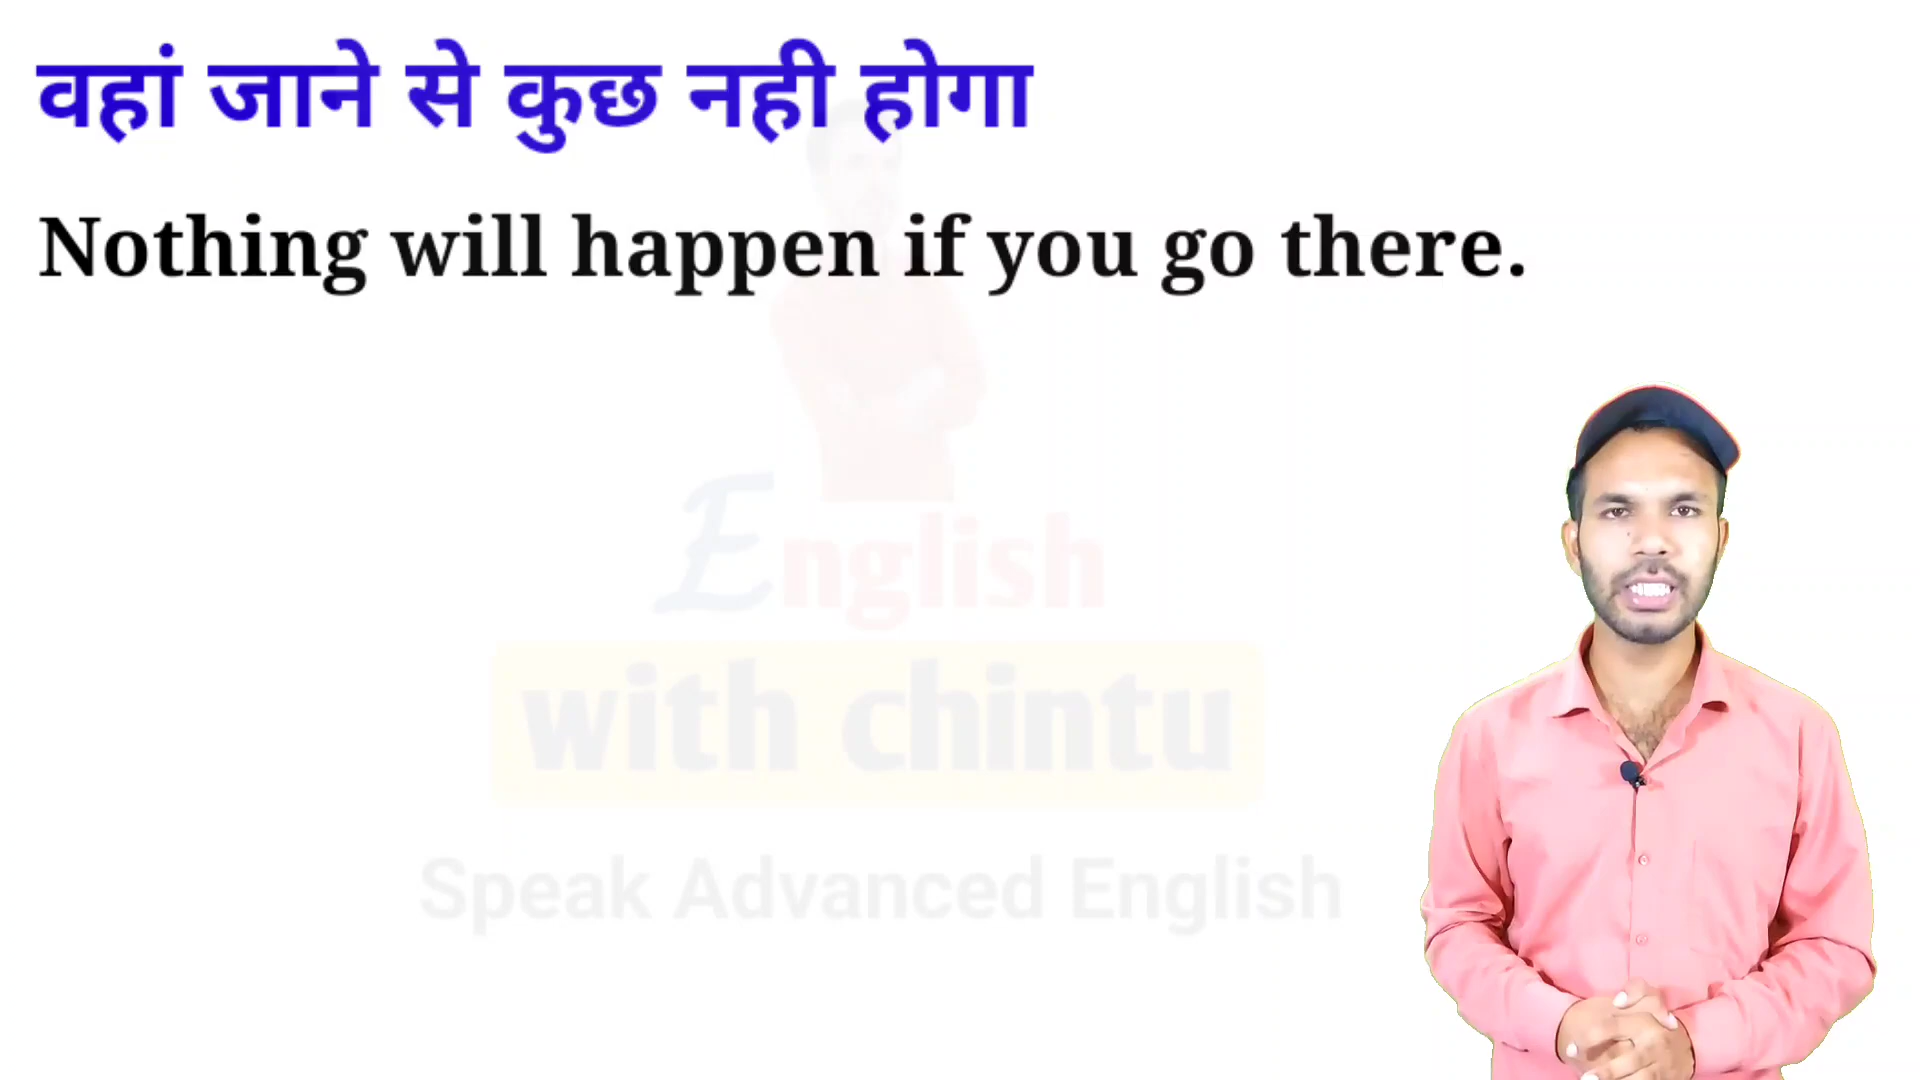 वहां जाने से कुछ नही होगा
Nothing will happen if you go there.
English
with chintu
Speak Advanced English